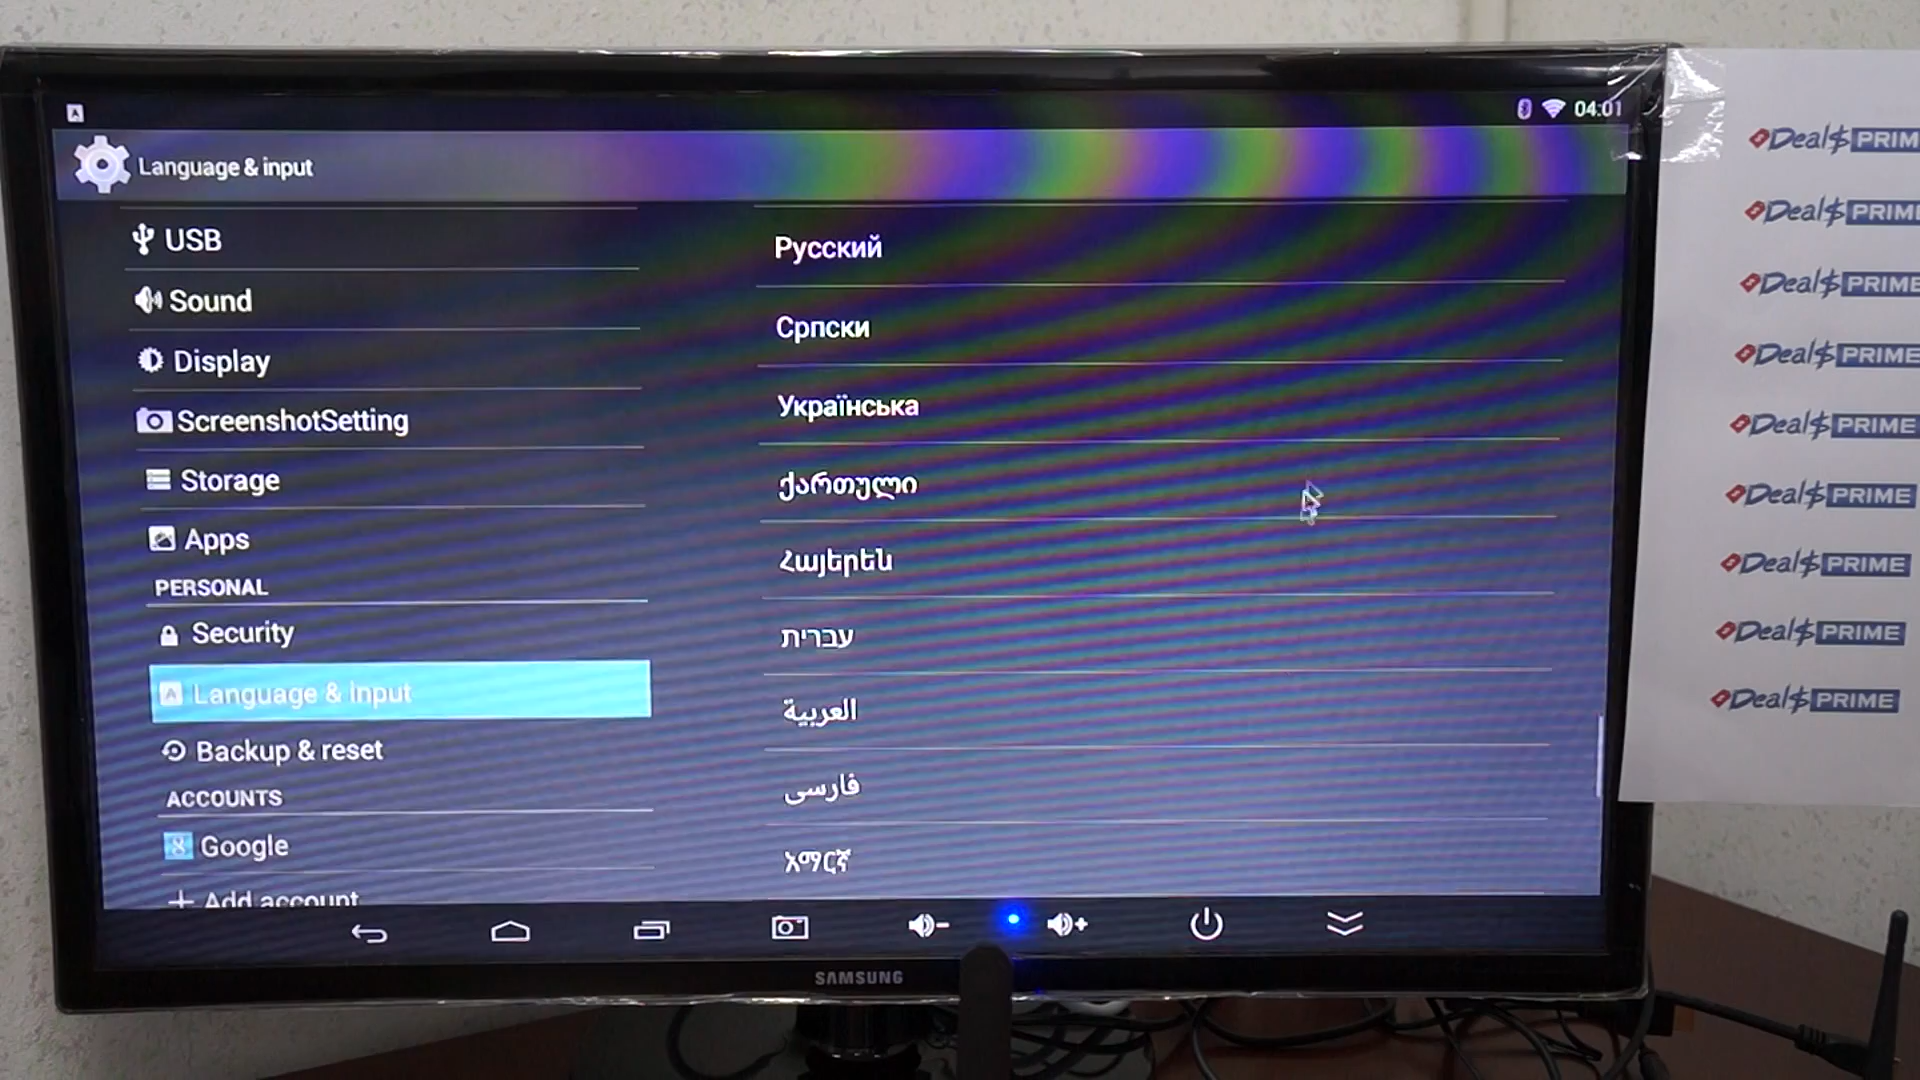 04:01
Language & input
USB
Sound
Display
ScreenshotSetting
Storage
Apps
PERSONAL
Security
Language & input
Backup & reset
ACCOUNTS
Google
Add account
Русский
Српски
Українська
ქართული
Հայերեն
עברית
العربية
فارسی
አማርኛ
SAMSUNG
Deal$ PRIM
Deal$ PRIM
Deal$ PRIME
Deal$ PRIME
Deal$ PRIME
Deal$ PRIME
Deal$ PRIME
Deal$ PRIME
Deal$ PRIME